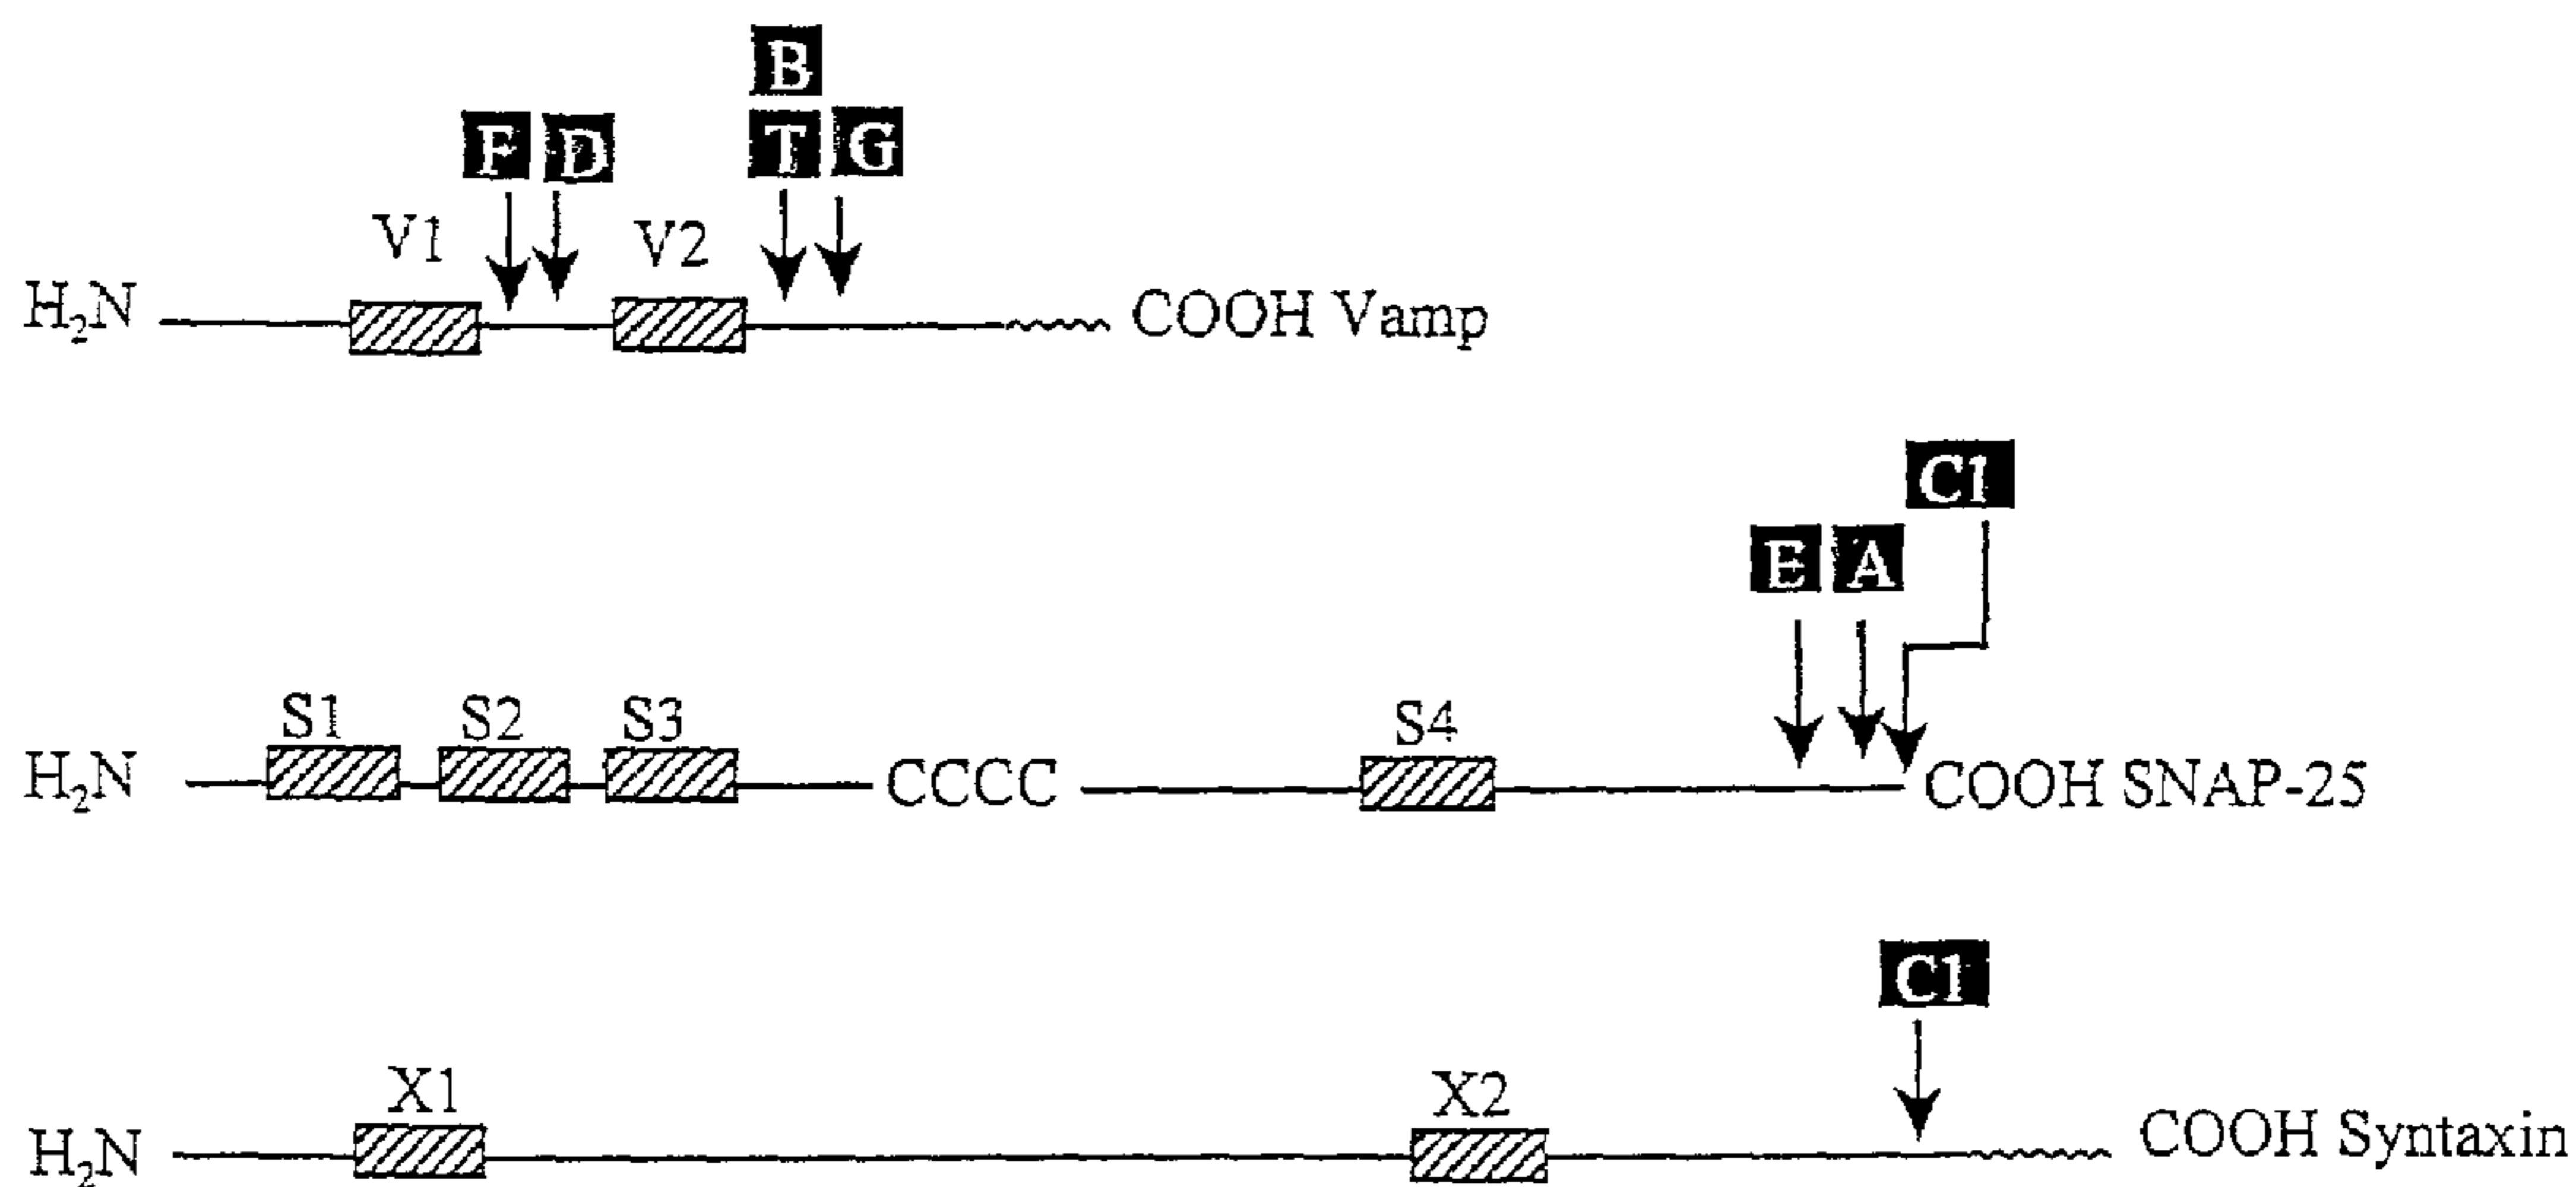 B
F D T G
V1 V2
H₂N COOH Vamp
C1
E A
S1 S2 S3 S4
H₂N CCCC COOH SNAP-25
C1
X1 X2
H₂N COOH Syntaxin